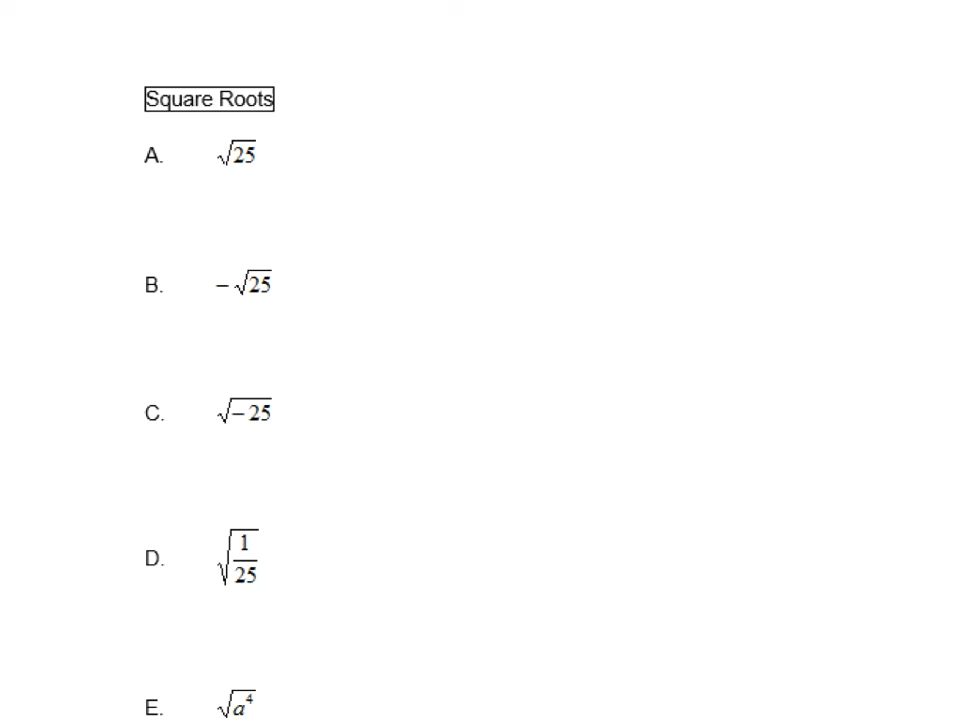 Square Roots
A. √25
B. −√25
C. √−25
D. √(1/25)
E. √a⁴